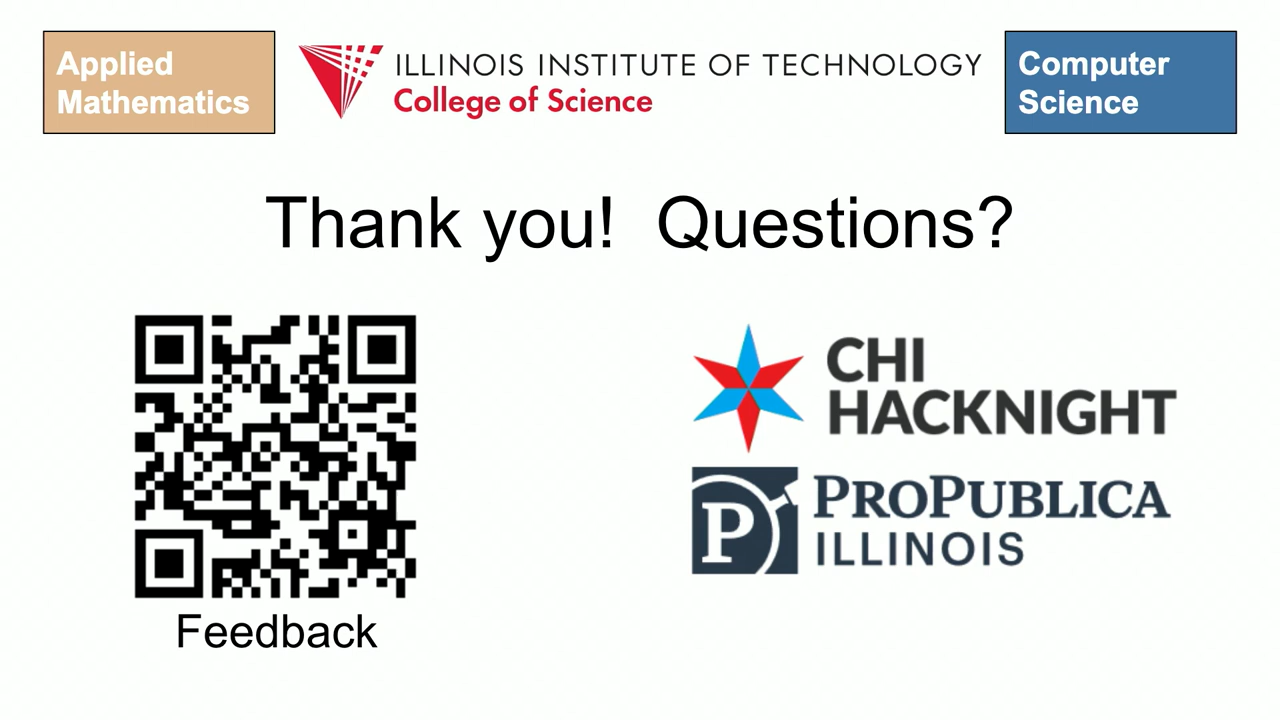 Applied
Mathematics
ILLINOIS INSTITUTE OF TECHNOLOGY
College of Science
Computer
Science
Thank you!  Questions?
CHI
HACKNIGHT
P
PROPUBLICA
ILLINOIS
Feedback